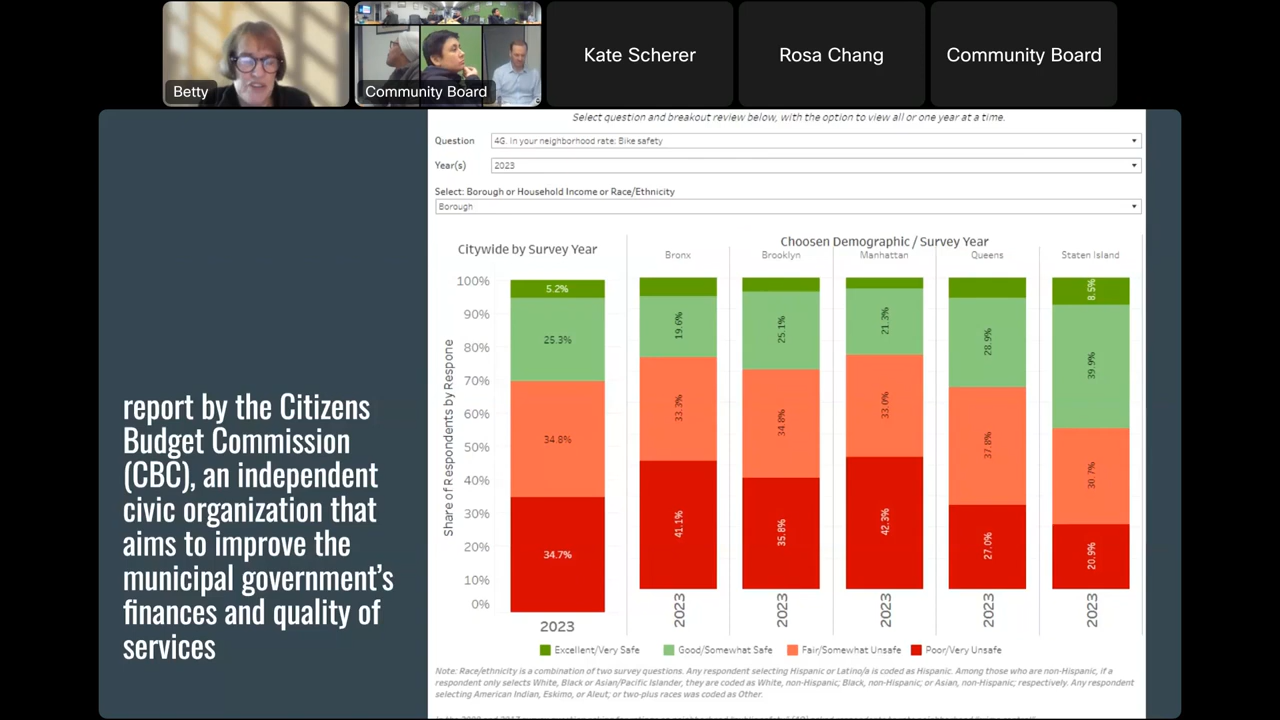 Betty
Community Board
Kate Scherer
Rosa Chang
Community Board
report by the Citizens
Budget Commission
(CBC), an independent
civic organization that
aims to improve the
municipal government's
finances and quality of
services
Select question and breakout review below, with the option to view all or one year at a time.
Question
4G. In your neighborhood rate: Bike safety
Year(s)
2023
Select: Borough or Household Income or Race/Ethnicity
Borough
Citywide by Survey Year
Choosen Demographic / Survey Year
Bronx
Brooklyn
Manhattan
Queens
Staten Island
Share of Respondents by Respone
100%
90%
80%
70%
60%
50%
40%
30%
20%
10%
0%
5.2%
25.3%
34.8%
34.7%
2023
19.6%
33.3%
41.1%
2023
25.1%
34.8%
35.8%
2023
21.3%
33.0%
42.3%
2023
28.9%
37.8%
27.0%
2023
8.5%
39.9%
30.7%
20.9%
2023
Excellent/Very Safe
Good/Somewhat Safe
Fair/Somewhat Unsafe
Poor/Very Unsafe
Note: Race/ethnicity is a combination of two survey questions. Any respondent selecting Hispanic or Latino/a is coded as Hispanic. Among those who are non-Hispanic, if a
respondent only selects White, Black or Asian/Pacific Islander, they are coded as White, non-Hispanic; Black, non-Hispanic; or Asian, non-Hispanic; respectively. Any respondent
selecting American Indian, Eskimo, or Aleut; or two-plus races was coded as Other.